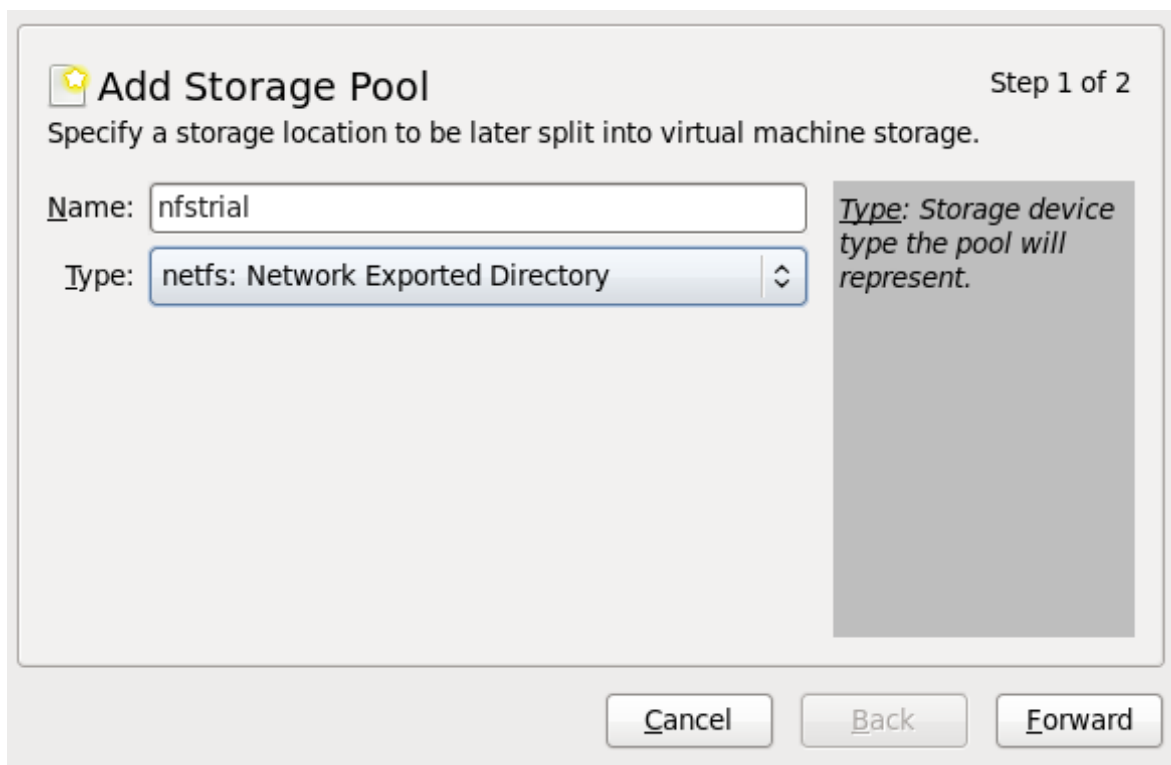 Add Storage Pool
Step 1 of 2
Specify a storage location to be later split into virtual machine storage.
Name: nfstrial
Type: netfs: Network Exported Directory
Type: Storage device
type the pool will
represent.
Cancel
Back
Forward